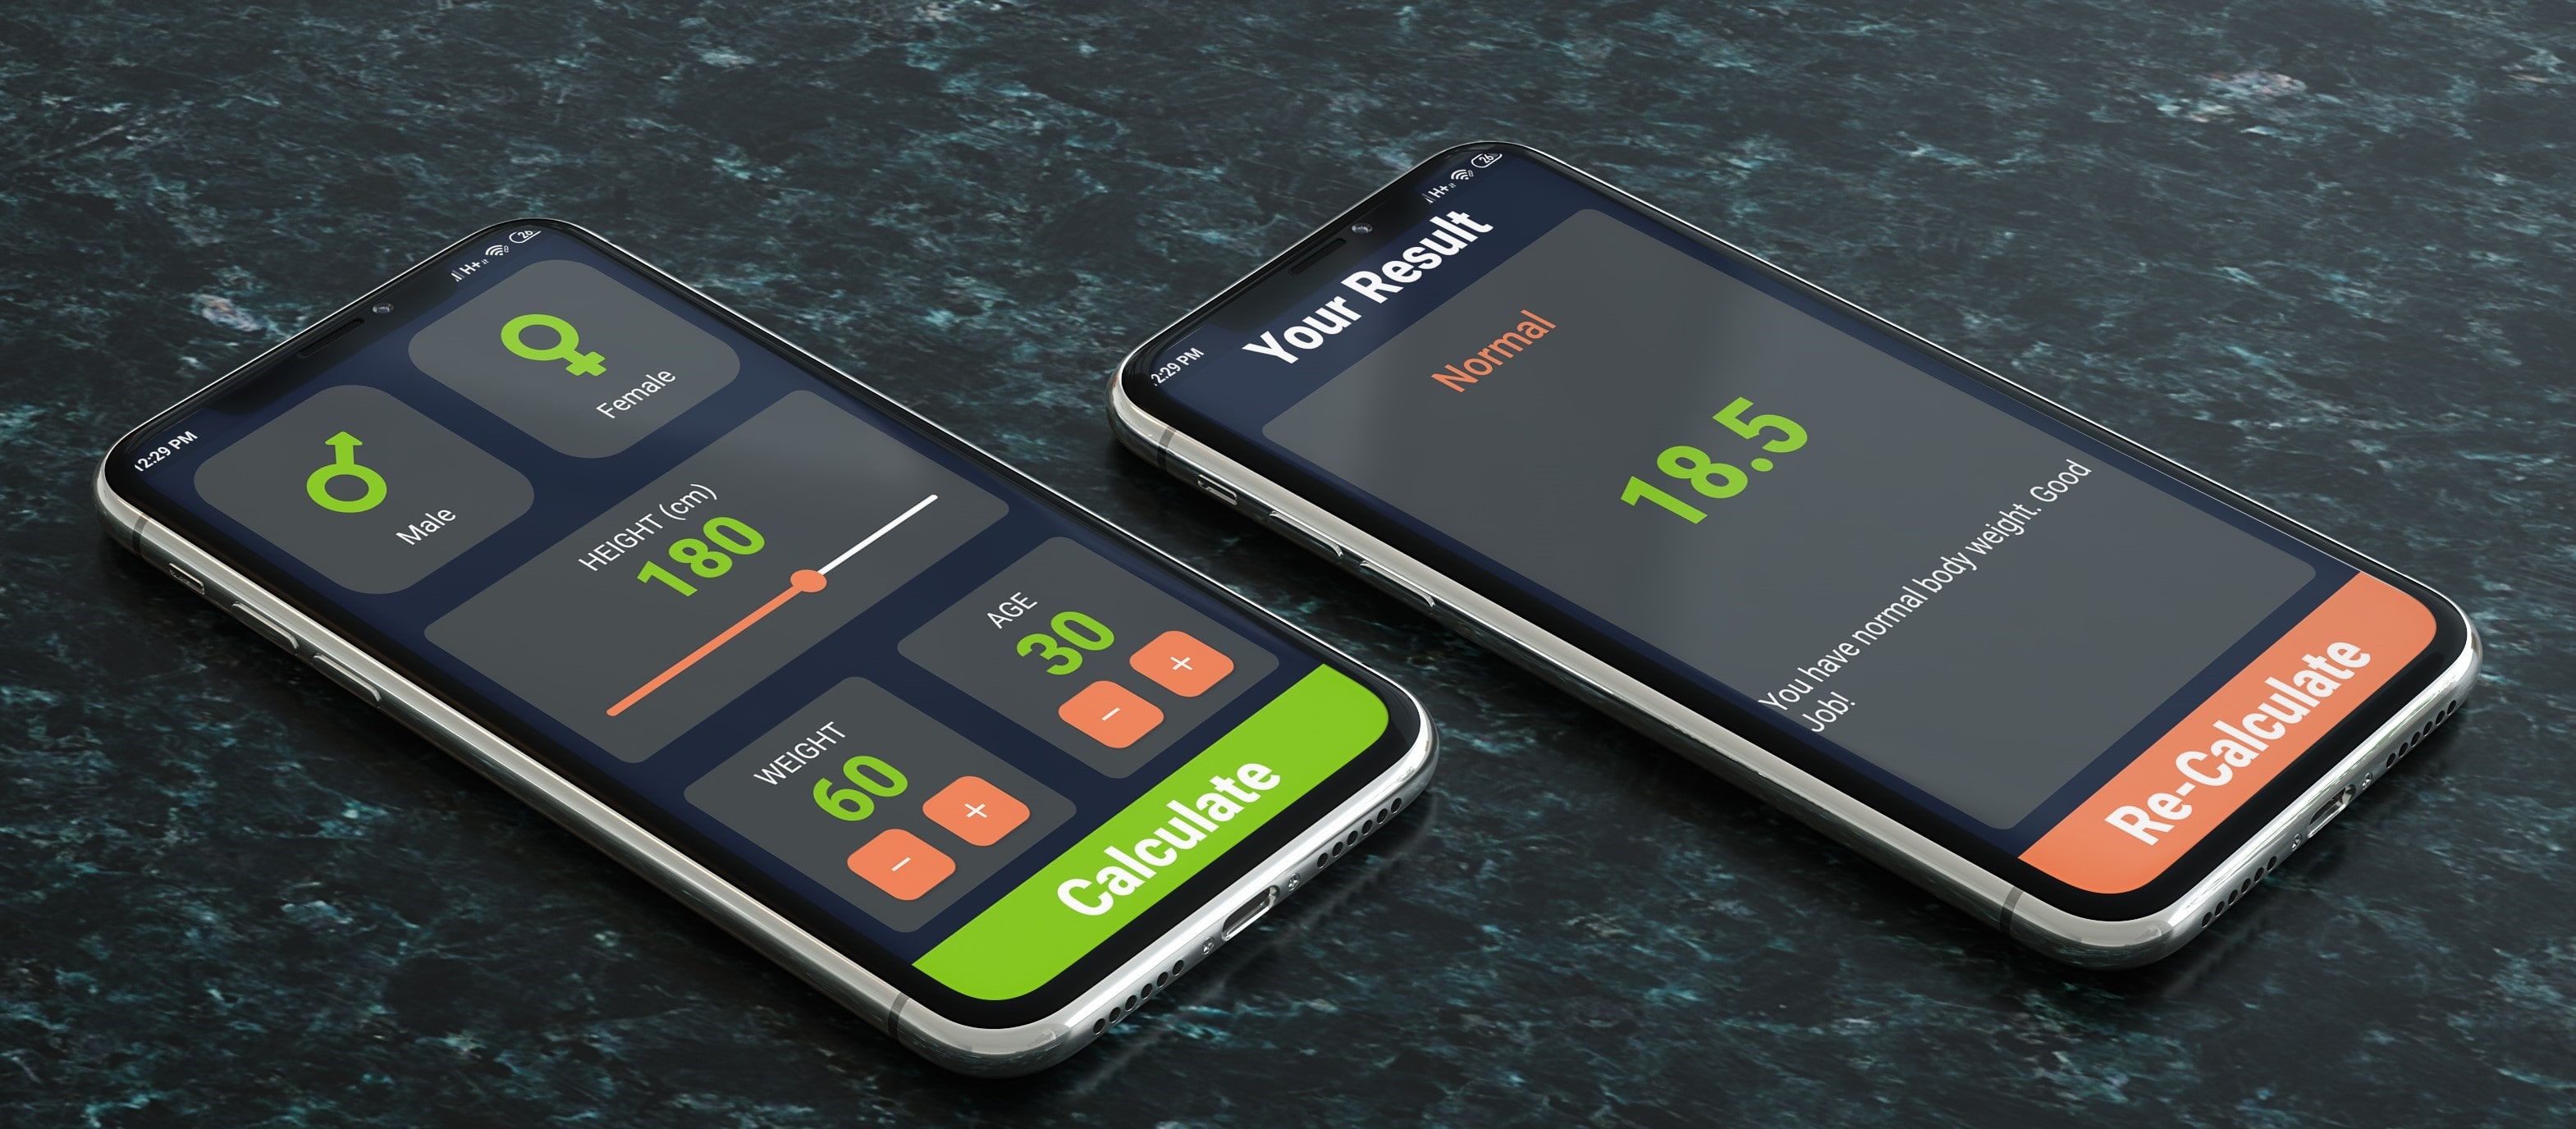 12:29 PM
H+
26
Male
Female
HEIGHT (cm)
180
WEIGHT
60
-
+
AGE
30
-
+
Calculate
2:29 PM
H+
26
Your Result
Normal
18.5
You have normal body weight. Good
Job!
Re-Calculate